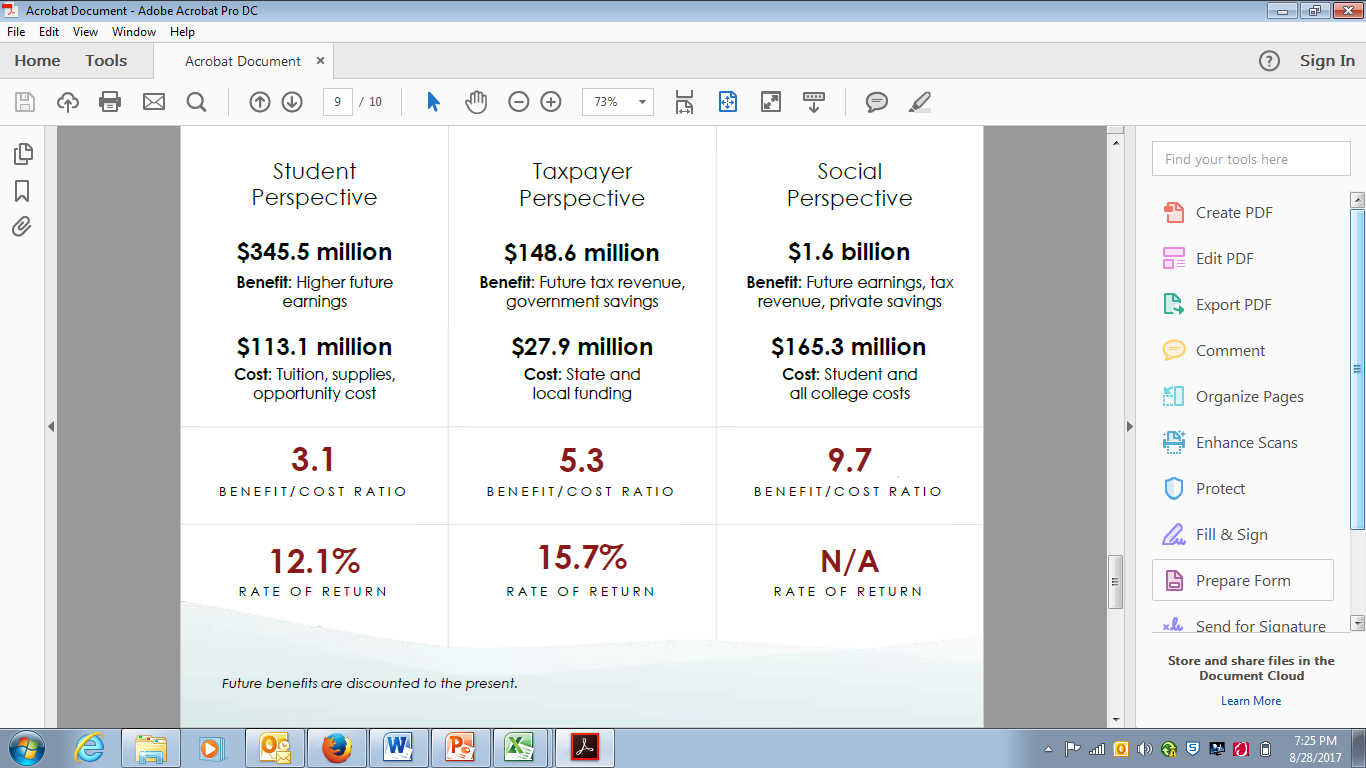 Acrobat Document - Adobe Acrobat Pro DC
File Edit View Window Help
Home Tools Acrobat Document × ? Sign In
9 / 10 73%
Student
Perspective
$345.5 million
Benefit: Higher future
earnings
$113.1 million
Cost: Tuition, supplies,
opportunity cost
3.1
BENEFIT/COST RATIO
12.1%
RATE OF RETURN
Taxpayer
Perspective
$148.6 million
Benefit: Future tax revenue,
government savings
$27.9 million
Cost: State and
local funding
5.3
BENEFIT/COST RATIO
15.7%
RATE OF RETURN
Social
Perspective
$1.6 billion
Benefit: Future earnings, tax
revenue, private savings
$165.3 million
Cost: Student and
all college costs
9.7
BENEFIT/COST RATIO
N/A
RATE OF RETURN
Future benefits are discounted to the present.
Find your tools here
Create PDF
Edit PDF
Export PDF
Comment
Organize Pages
Enhance Scans
Protect
Fill & Sign
Prepare Form
Send for Signature
Store and share files in the
Document Cloud
Learn More
7:25 PM
8/28/2017